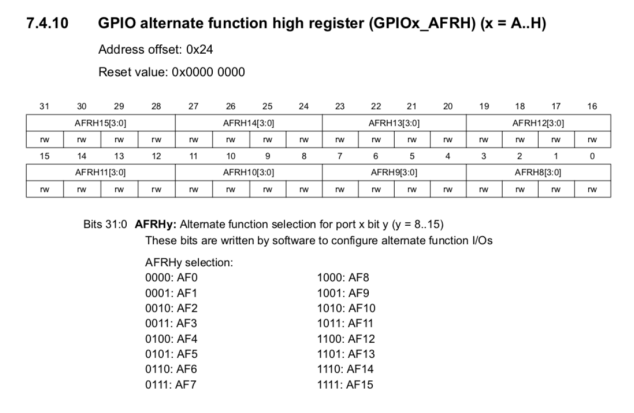 7.4.10 GPIO alternate function high register (GPIOx_AFRH) (x = A..H)
Address offset: 0x24
Reset value: 0x0000 0000
31 30 29 28 27 26 25 24 23 22 21 20 19 18 17 16
AFRH15[3:0] AFRH14[3:0] AFRH13[3:0] AFRH12[3:0]
rw rw rw rw rw rw rw rw rw rw rw rw rw rw rw rw
15 14 13 12 11 10 9 8 7 6 5 4 3 2 1 0
AFRH11[3:0] AFRH10[3:0] AFRH9[3:0] AFRH8[3:0]
rw rw rw rw rw rw rw rw rw rw rw rw rw rw rw rw
Bits 31:0 AFRHy: Alternate function selection for port x bit y (y = 8..15)
These bits are written by software to configure alternate function I/Os
AFRHy selection:
0000: AF0 1000: AF8
0001: AF1 1001: AF9
0010: AF2 1010: AF10
0011: AF3 1011: AF11
0100: AF4 1100: AF12
0101: AF5 1101: AF13
0110: AF6 1110: AF14
0111: AF7 1111: AF15